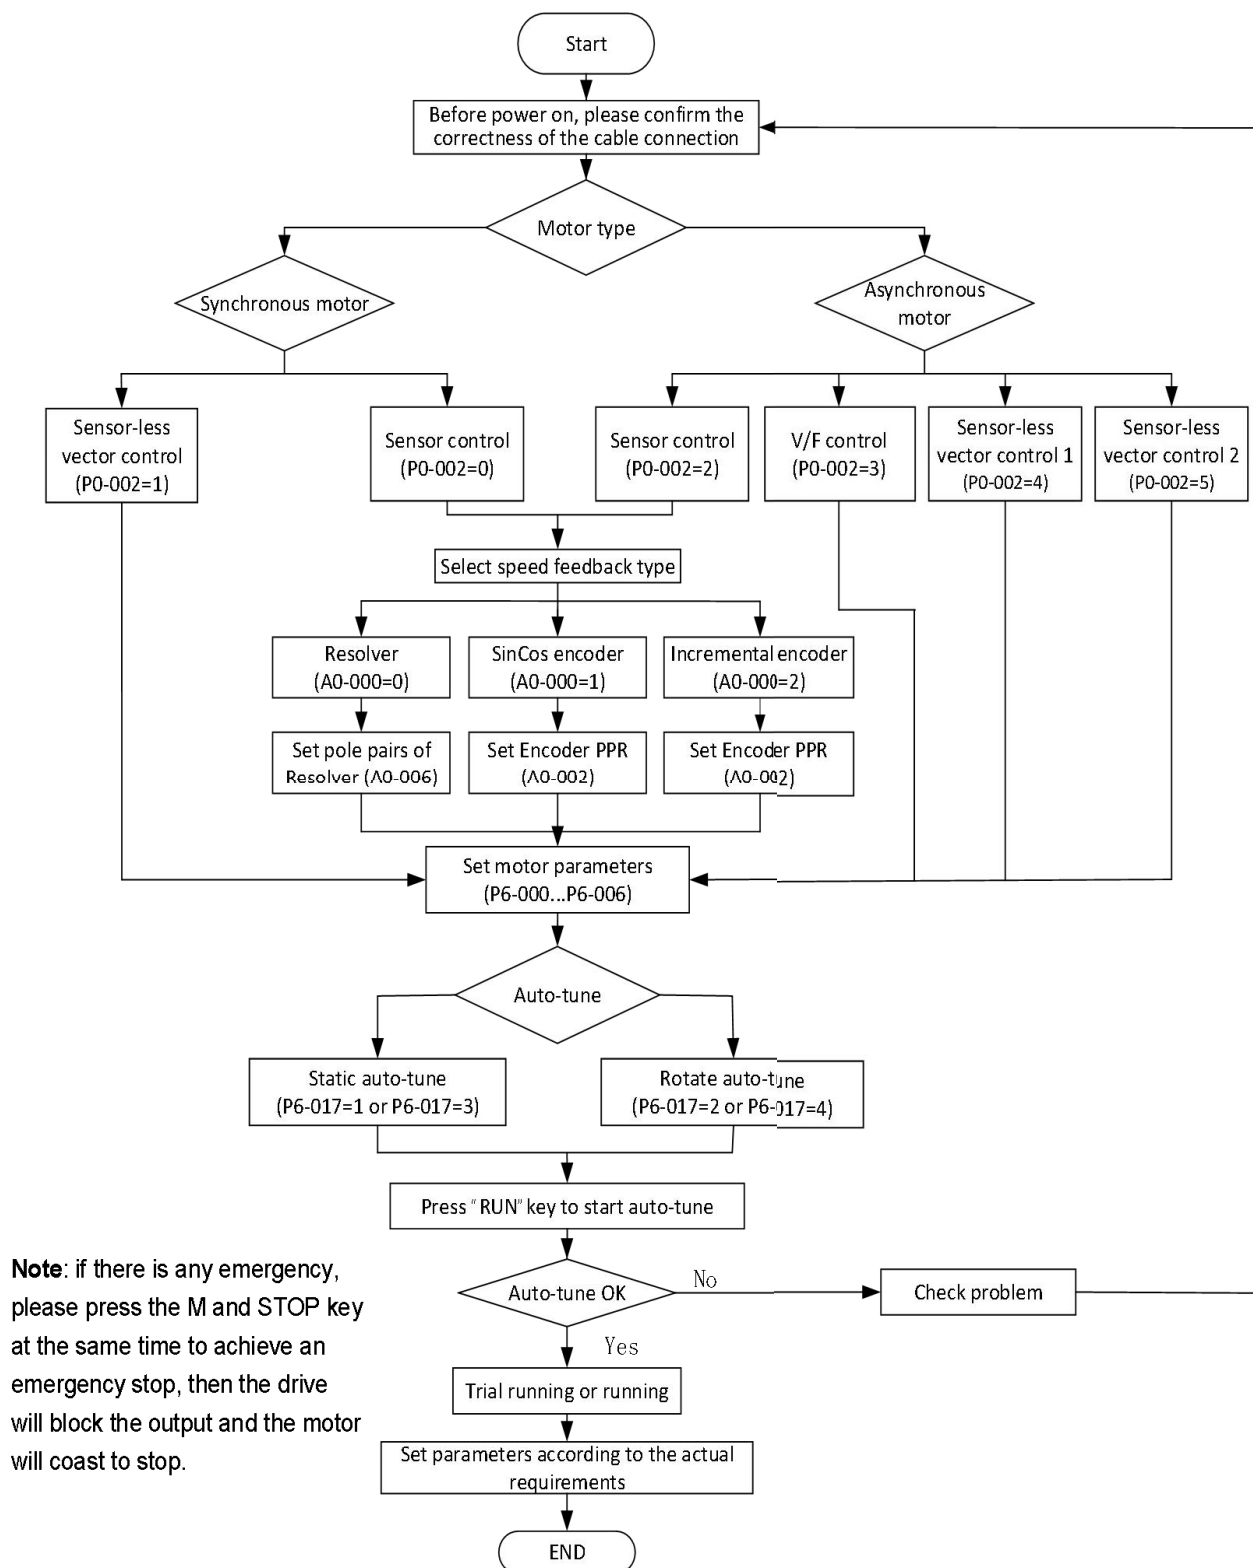 Start
Before power on, please confirm the
correctness of the cable connection
Motor type
Synchronous motor
Asynchronous
motor
Sensor-less
vector control
(P0-002=1)
Sensor control
(P0-002=0)
Sensor control
(P0-002=2)
V/F control
(P0-002=3)
Sensor-less
vector control 1
(P0-002=4)
Sensor-less
vector control 2
(P0-002=5)
Select speed feedback type
Resolver
(A0-000=0)
SinCos encoder
(A0-000=1)
Incremental encoder
(A0-000=2)
Set pole pairs of
Resolver (A0-006)
Set Encoder PPR
(A0-002)
Set Encoder PPR
(A0-002)
Set motor parameters
(P6-000...P6-006)
Auto-tune
Static auto-tune
(P6-017=1 or P6-017=3)
Rotate auto-tune
(P6-017=2 or P6-017=4)
Press “RUN” key to start auto-tune
Auto-tune OK
No
Check problem
Yes
Trial running or running
Set parameters according to the actual
requirements
END
Note: if there is any emergency,
please press the M and STOP key
at the same time to achieve an
emergency stop, then the drive
will block the output and the motor
will coast to stop.